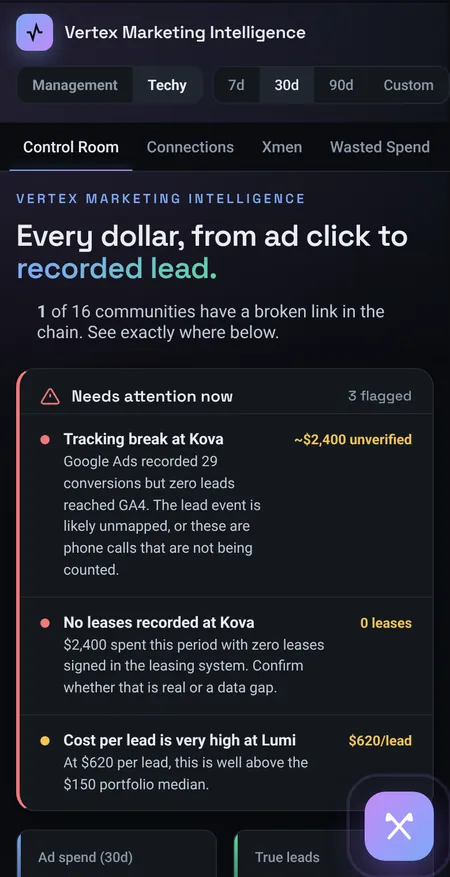 Vertex Marketing Intelligence
Management Techy 7d 30d 90d Custom
Control Room Connections Xmen Wasted Spend
VERTEX MARKETING INTELLIGENCE
Every dollar, from ad click to
recorded lead.
1 of 16 communities have a broken link in the
chain. See exactly where below.
Needs attention now 3 flagged
Tracking break at Kova ~$2,400 unverified
Google Ads recorded 29
conversions but zero leads
reached GA4. The lead event is
likely unmapped, or these are
phone calls that are not being
counted.
No leases recorded at Kova 0 leases
$2,400 spent this period with zero leases
signed in the leasing system. Confirm
whether that is real or a data gap.
Cost per lead is very high at Lumi $620/lead
At $620 per lead, this is well above the
$150 portfolio median.
Ad spend (30d) True leads